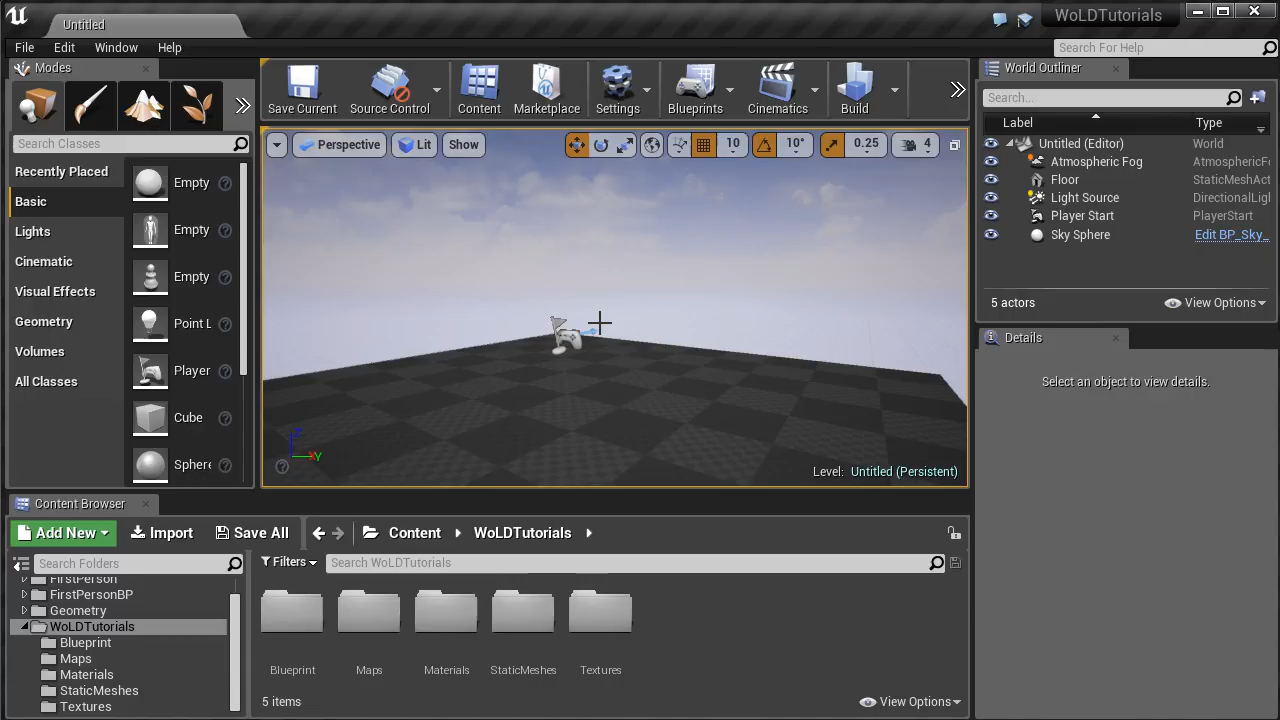 Untitled
WoLDTutorials
File Edit Window Help
Search For Help
Modes
Save Current
Source Control
Content
Marketplace
Settings
Blueprints
Cinematics
Build
World Outliner
Search Classes
Search...
Label
Type
Recently Placed
Basic
Lights
Cinematic
Visual Effects
Geometry
Volumes
All Classes
Empty
Empty
Empty
Point L
Player
Cube
Sphere
Perspective
Lit
Show
10
10°
0.25
4
Untitled (Editor) World
Atmospheric Fog AtmosphericF
Floor StaticMeshAct
Light Source DirectionalLigh
Player Start PlayerStart
Sky Sphere Edit BP_Sky_
5 actors
View Options
Details
Select an object to view details.
Y
Level: Untitled (Persistent)
Content Browser
Add New
Import
Save All
Content
WoLDTutorials
Search Folders
Filters
Search WoLDTutorials
FirstPerson
FirstPersonBP
Geometry
WoLDTutorials
Blueprint
Maps
Materials
StaticMeshes
Textures
Blueprint
Maps
Materials
StaticMeshes
Textures
5 items
View Options